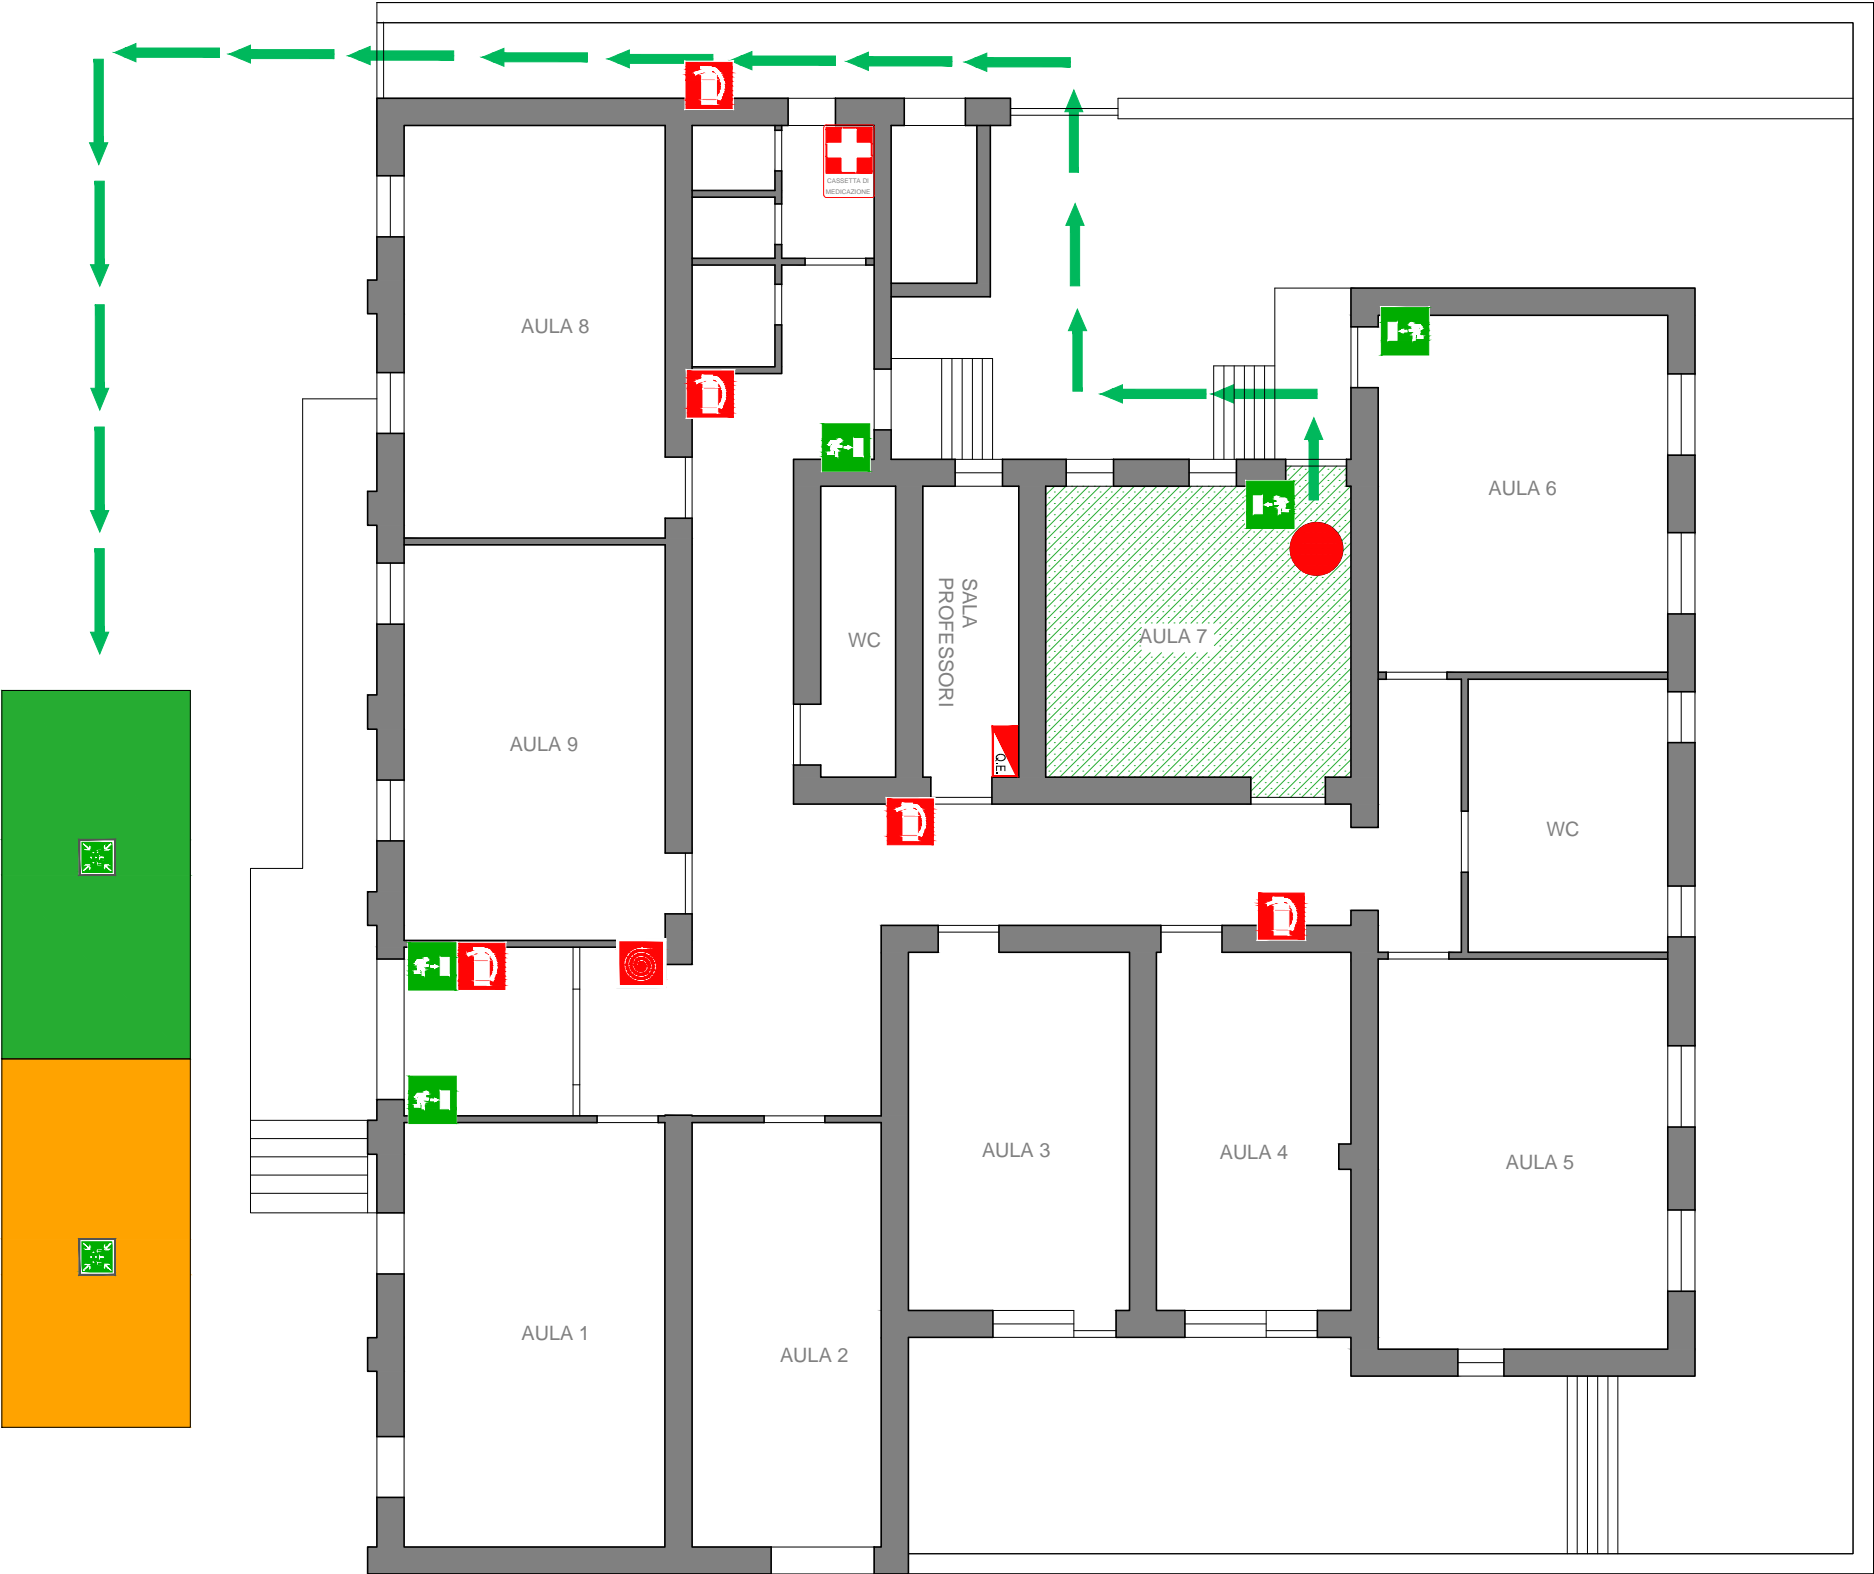 CASSETTA DI
MEDICAZIONE
AULA 8
AULA 6
SALA
PROFESSORI
WC
AULA 7
AULA 9
Q.E.
WC
AULA 3
AULA 4
AULA 5
AULA 1
AULA 2